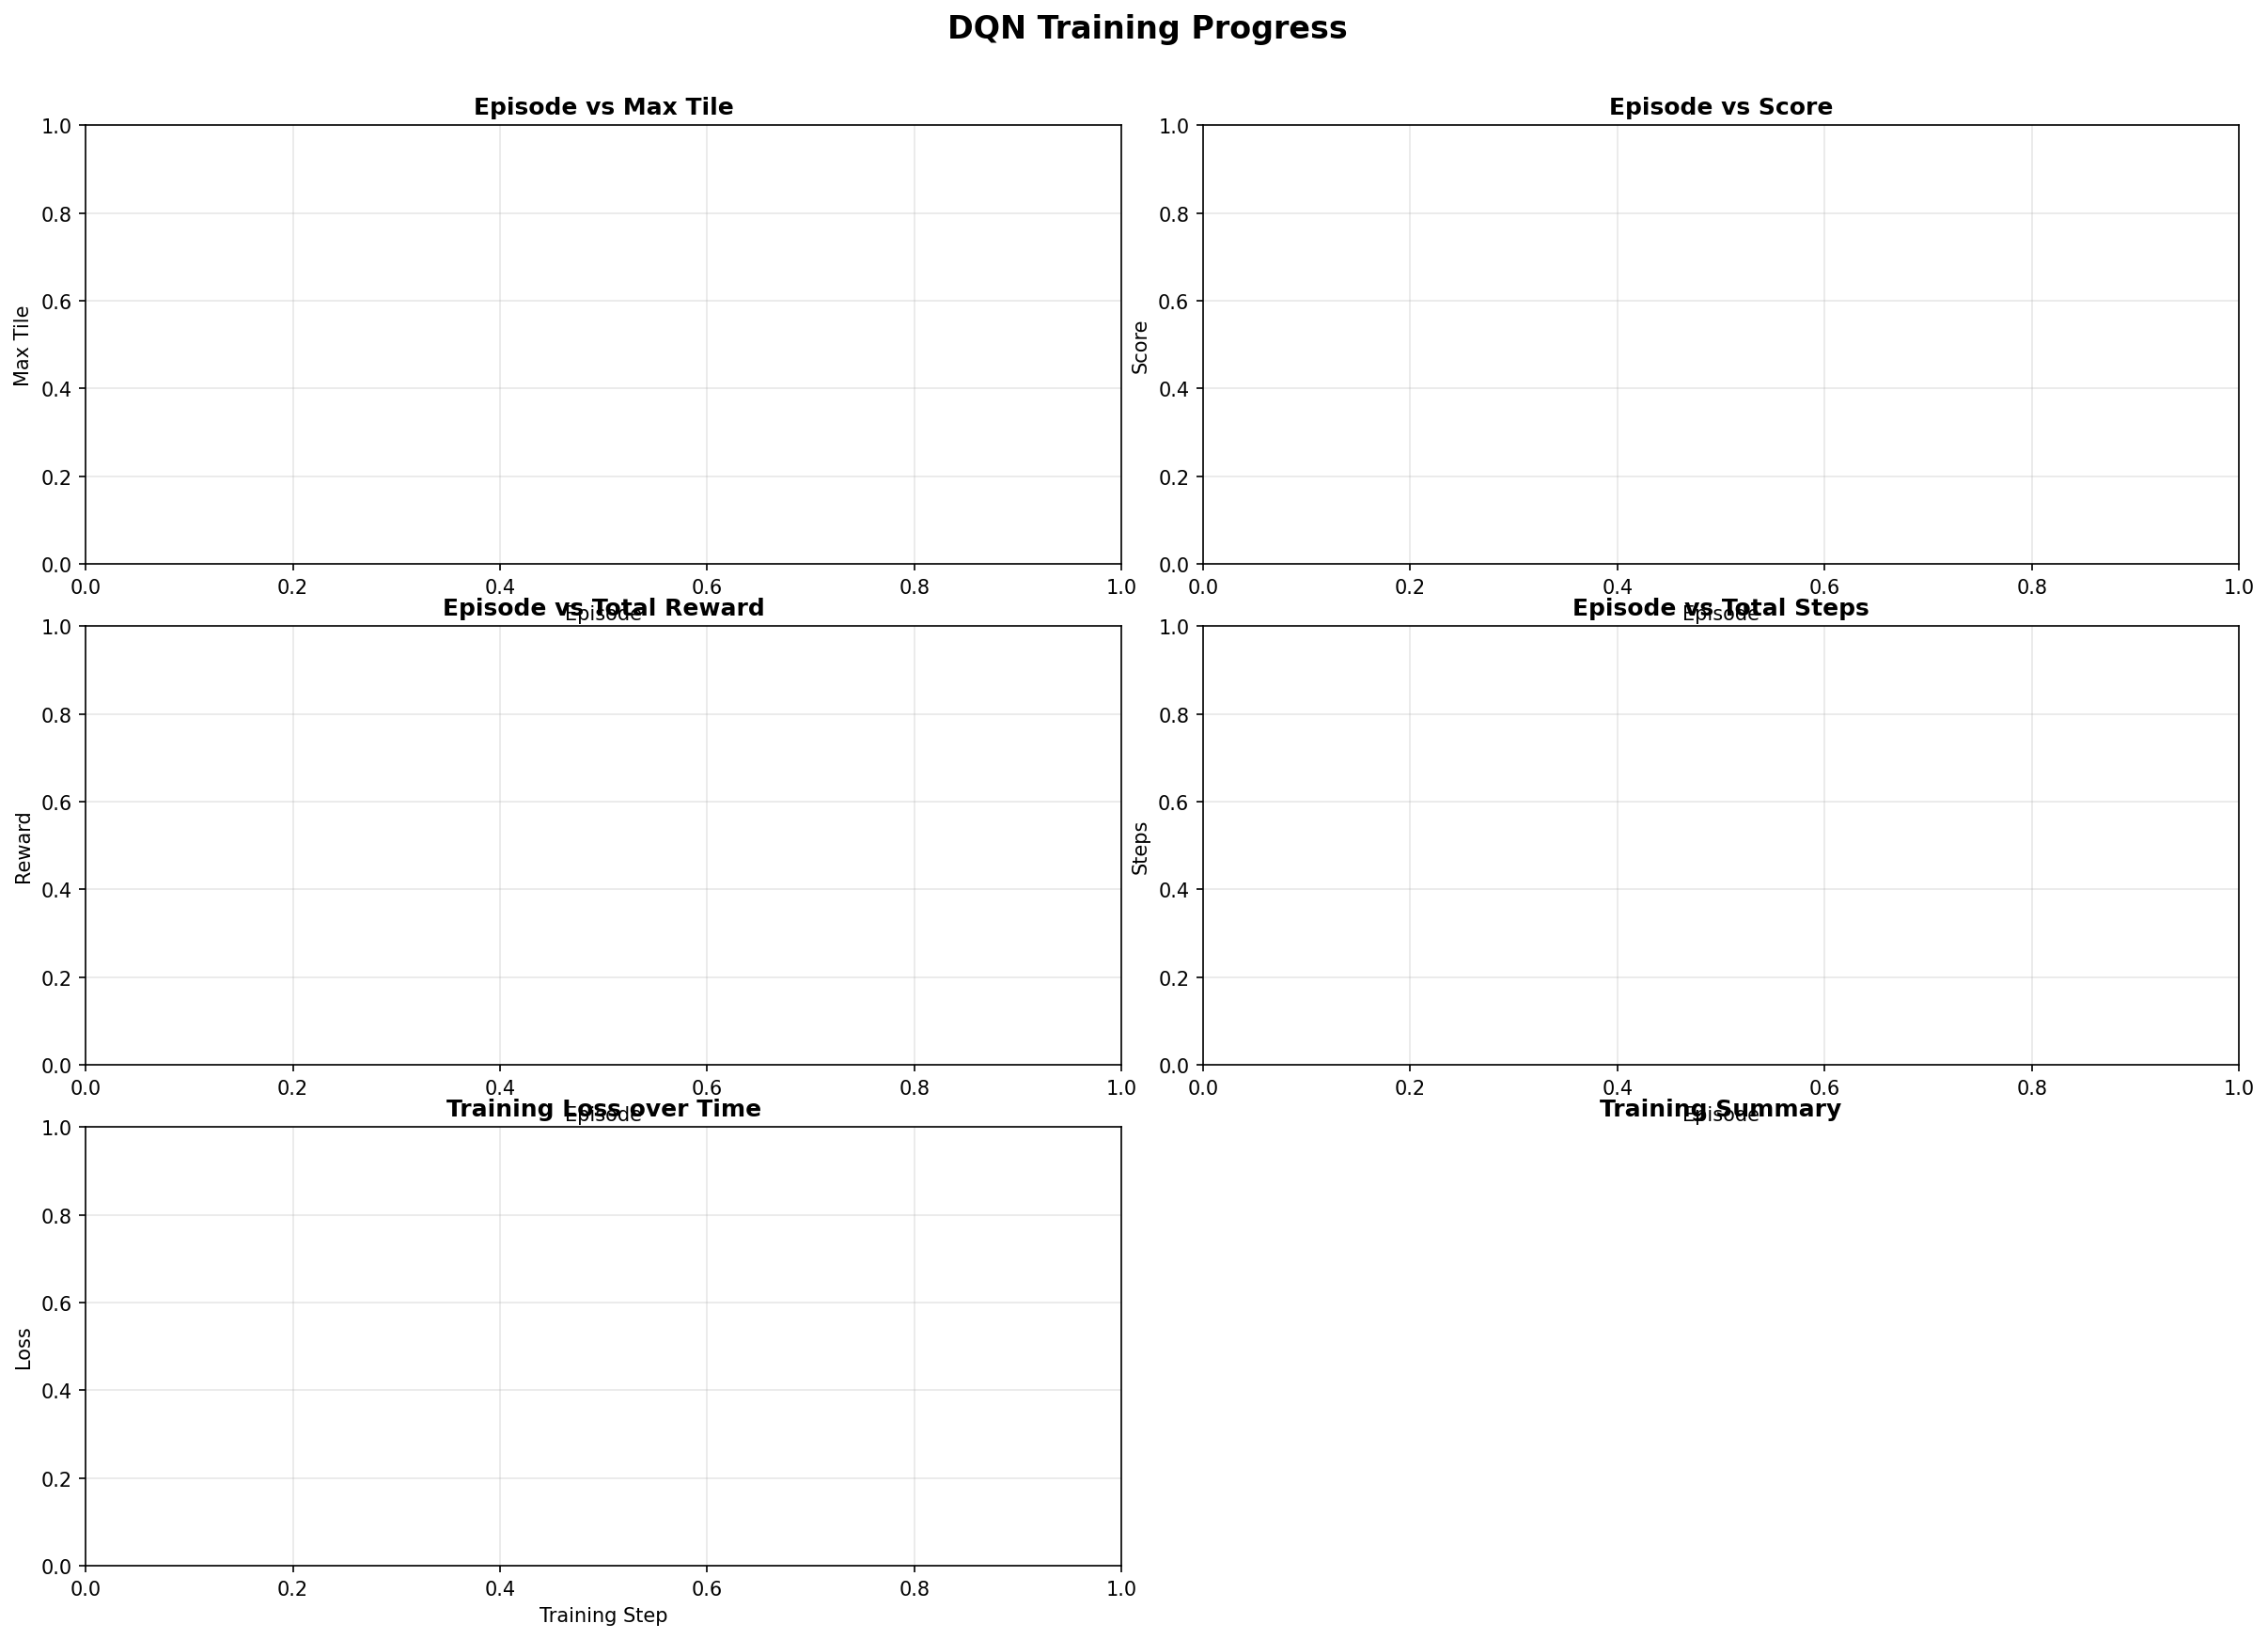 DQN Training Progress
Episode vs Max Tile
1.0
0.8
0.6
0.4
0.2
0.0
Max Tile
0.0 0.2 0.4 0.6 0.8 1.0
Episode
Episode vs Score
1.0
0.8
0.6
0.4
0.2
0.0
Score
0.0 0.2 0.4 0.6 0.8 1.0
Episode
Episode vs Total Reward
1.0
0.8
0.6
0.4
0.2
0.0
Reward
0.0 0.2 0.4 0.6 0.8 1.0
Episode
Episode vs Total Steps
1.0
0.8
0.6
0.4
0.2
0.0
Steps
0.0 0.2 0.4 0.6 0.8 1.0
Episode
Training Loss over Time
1.0
0.8
0.6
0.4
0.2
0.0
Loss
0.0 0.2 0.4 0.6 0.8 1.0
Training Step
Training Summary